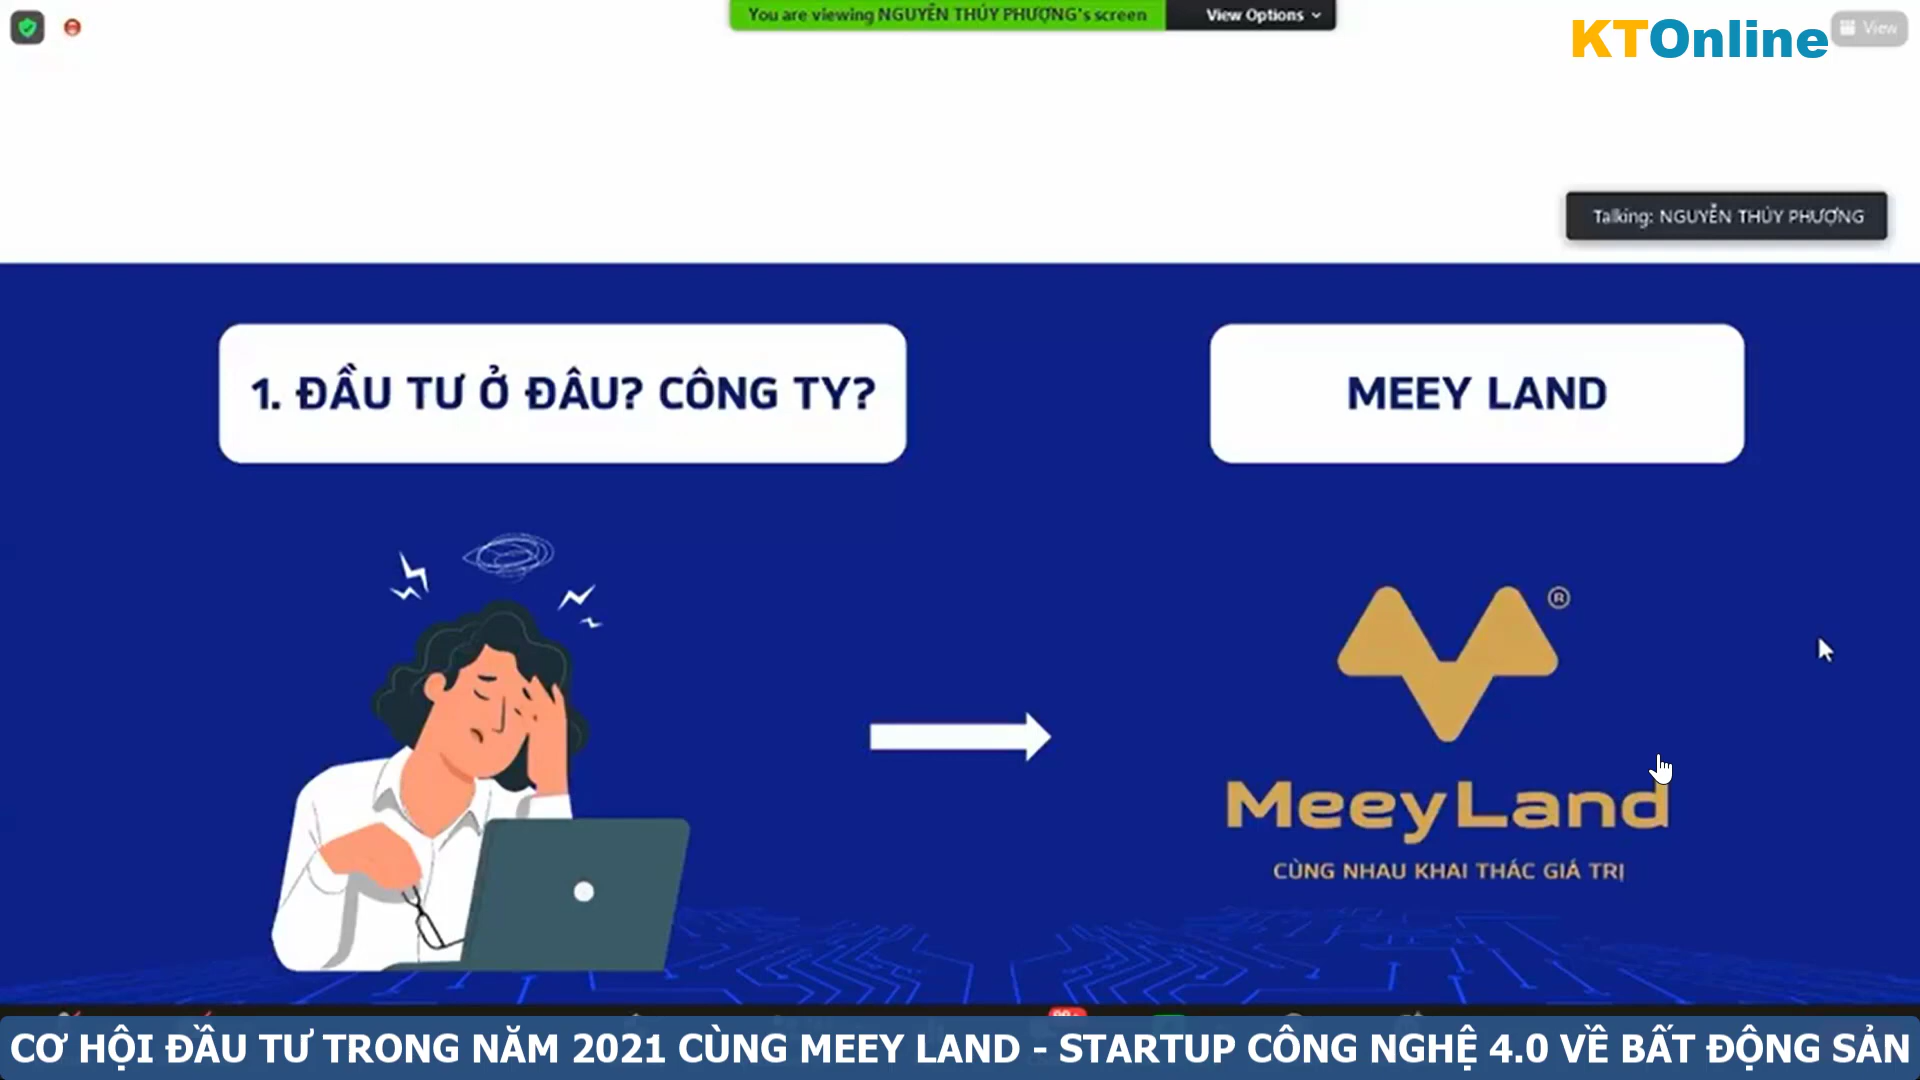 You are viewing NGUYỄN THÚY PHƯỢNG's screen
View Options
KTOnline
View
Talking: NGUYỄN THÚY PHƯỢNG
1. ĐẦU TƯ Ở ĐÂU? CÔNG TY?
MEEY LAND
®
MeeyLand
CÙNG NHAU KHAI THÁC GIÁ TRỊ
CƠ HỘI ĐẦU TƯ TRONG NĂM 2021 CÙNG MEEY LAND - STARTUP CÔNG NGHỆ 4.0 VỀ BẤT ĐỘNG SẢN